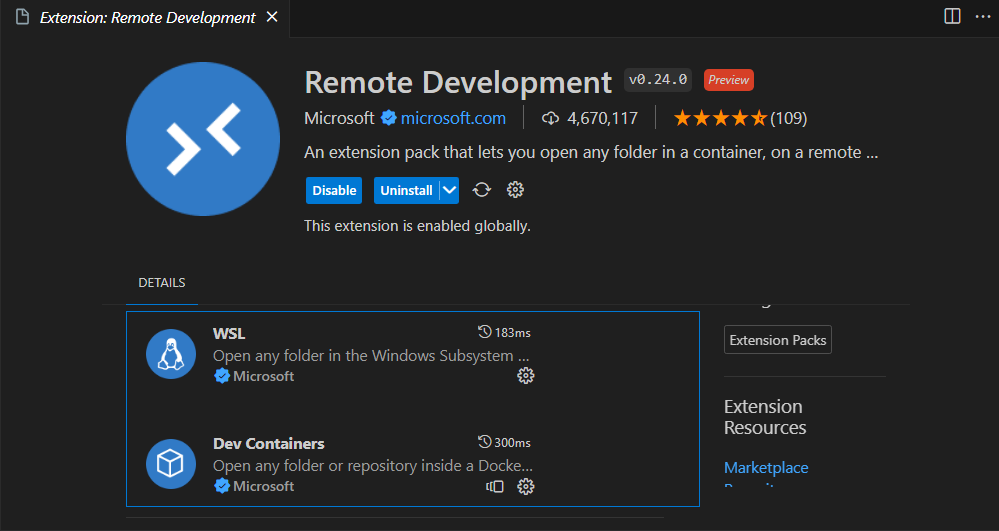 Extension: Remote Development
Remote Development v0.24.0 Preview
Microsoft microsoft.com 4,670,117 (109)
An extension pack that lets you open any folder in a container, on a remote ...
Disable Uninstall
This extension is enabled globally.
DETAILS
WSL 183ms
Open any folder in the Windows Subsystem ...
Microsoft
Dev Containers 300ms
Open any folder or repository inside a Docke...
Microsoft
Extension Packs
Extension
Resources
Marketplace